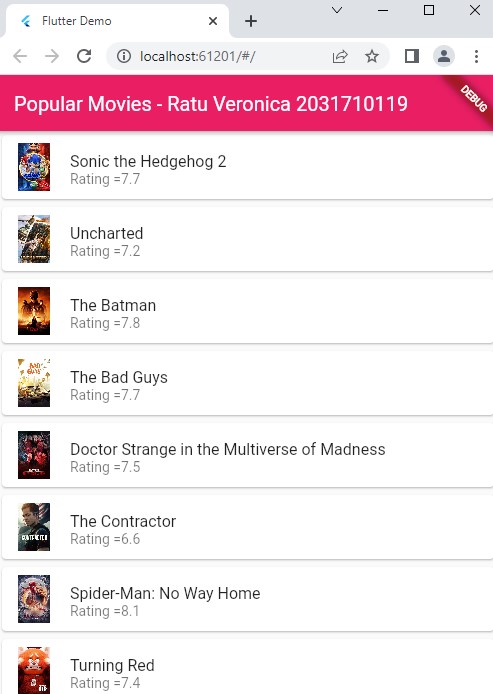 Flutter Demo
localhost:61201/#/
Popular Movies - Ratu Veronica 2031710119
DEBUG
Sonic the Hedgehog 2
Rating =7.7
Uncharted
Rating =7.2
The Batman
Rating =7.8
BAD
GUYS
The Bad Guys
Rating =7.7
Doctor Strange in the Multiverse of Madness
Rating =7.5
CONTRACTOR
The Contractor
Rating =6.6
Spider-Man: No Way Home
Rating =8.1
Turning Red
Rating =7.4